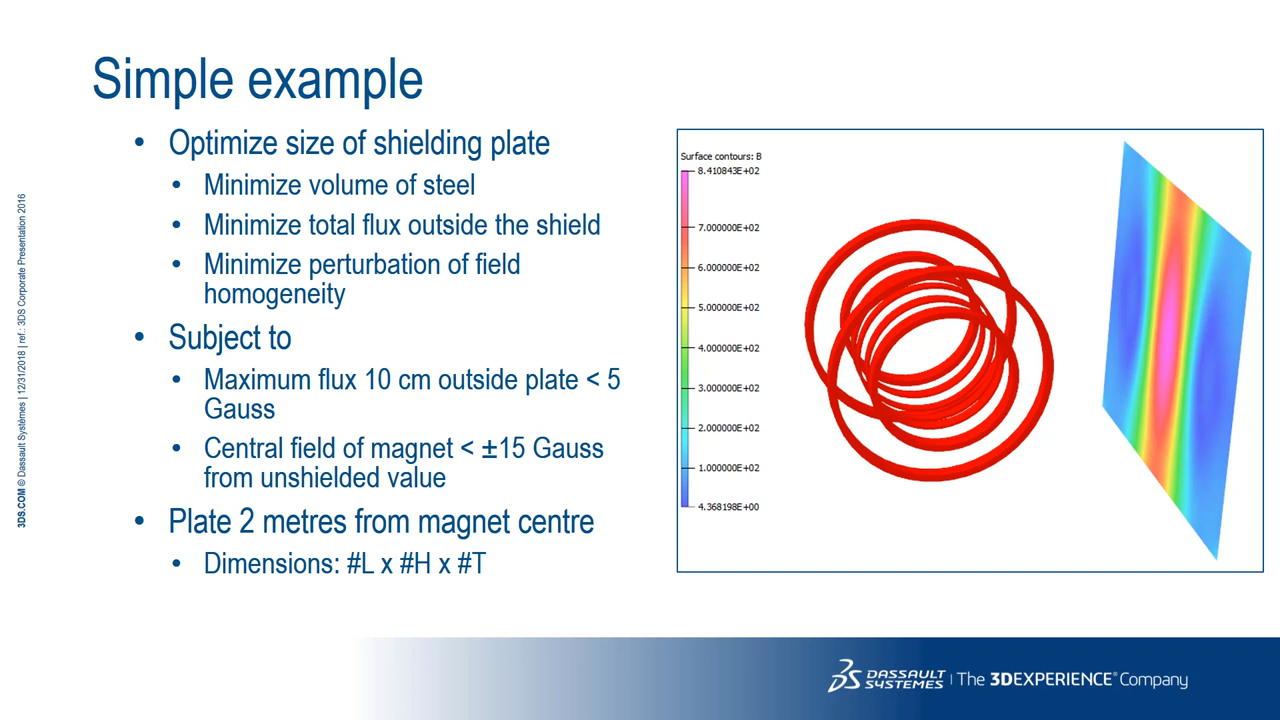 Simple example
• Optimize size of shielding plate
• Minimize volume of steel
• Minimize total flux outside the shield
• Minimize perturbation of field
homogeneity
• Subject to
• Maximum flux 10 cm outside plate < 5
Gauss
• Central field of magnet < ±15 Gauss
from unshielded value
• Plate 2 metres from magnet centre
• Dimensions: #L x #H x #T
Surface contours: B
8.410843E+02
7.000000E+02
6.000000E+02
5.000000E+02
4.000000E+02
3.000000E+02
2.000000E+02
1.000000E+02
4.368198E+00
3DS.COM © Dassault Systèmes | 12/31/2018 | ref.: 3DS Corporate Presentation 2016
DASSAULT
SYSTEMES | The 3DEXPERIENCE® Company